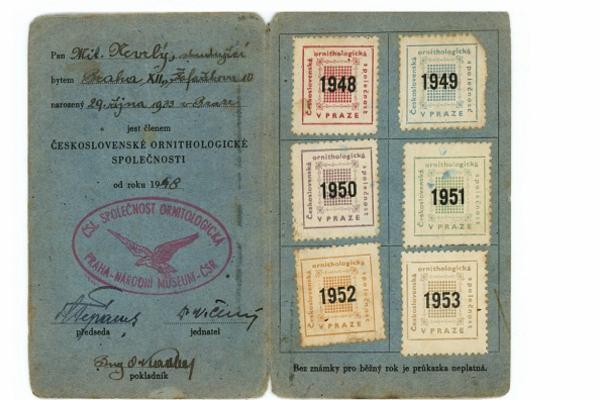 Pan Mil. Nevrlý, studující
bytem Praha XII.,
narozený 29. října 1933 v Praze
jest členem
ČESKOSLOVENSKÉ ORNITHOLOGICKÉ
SPOLEČNOSTI
od roku 1948
ČSL. SPOLEČNOST ORNITOLOGICKÁ
PRAHA-NÁRODNÍ MUSEUM-ČSR
předseda
jednatel
pokladník
Československá ornithologická společnost
1948
V PRAZE
Československá ornithologická společnost
1949
V PRAZE
Československá ornithologická společnost
1950
V PRAZE
Československá ornithologická společnost
1951
V PRAZE
Československá ornithologická společnost
1952
V PRAZE
Československá ornithologická společnost
1953
V PRAZE
Bez známky pro běžný rok je průkazka neplatná.